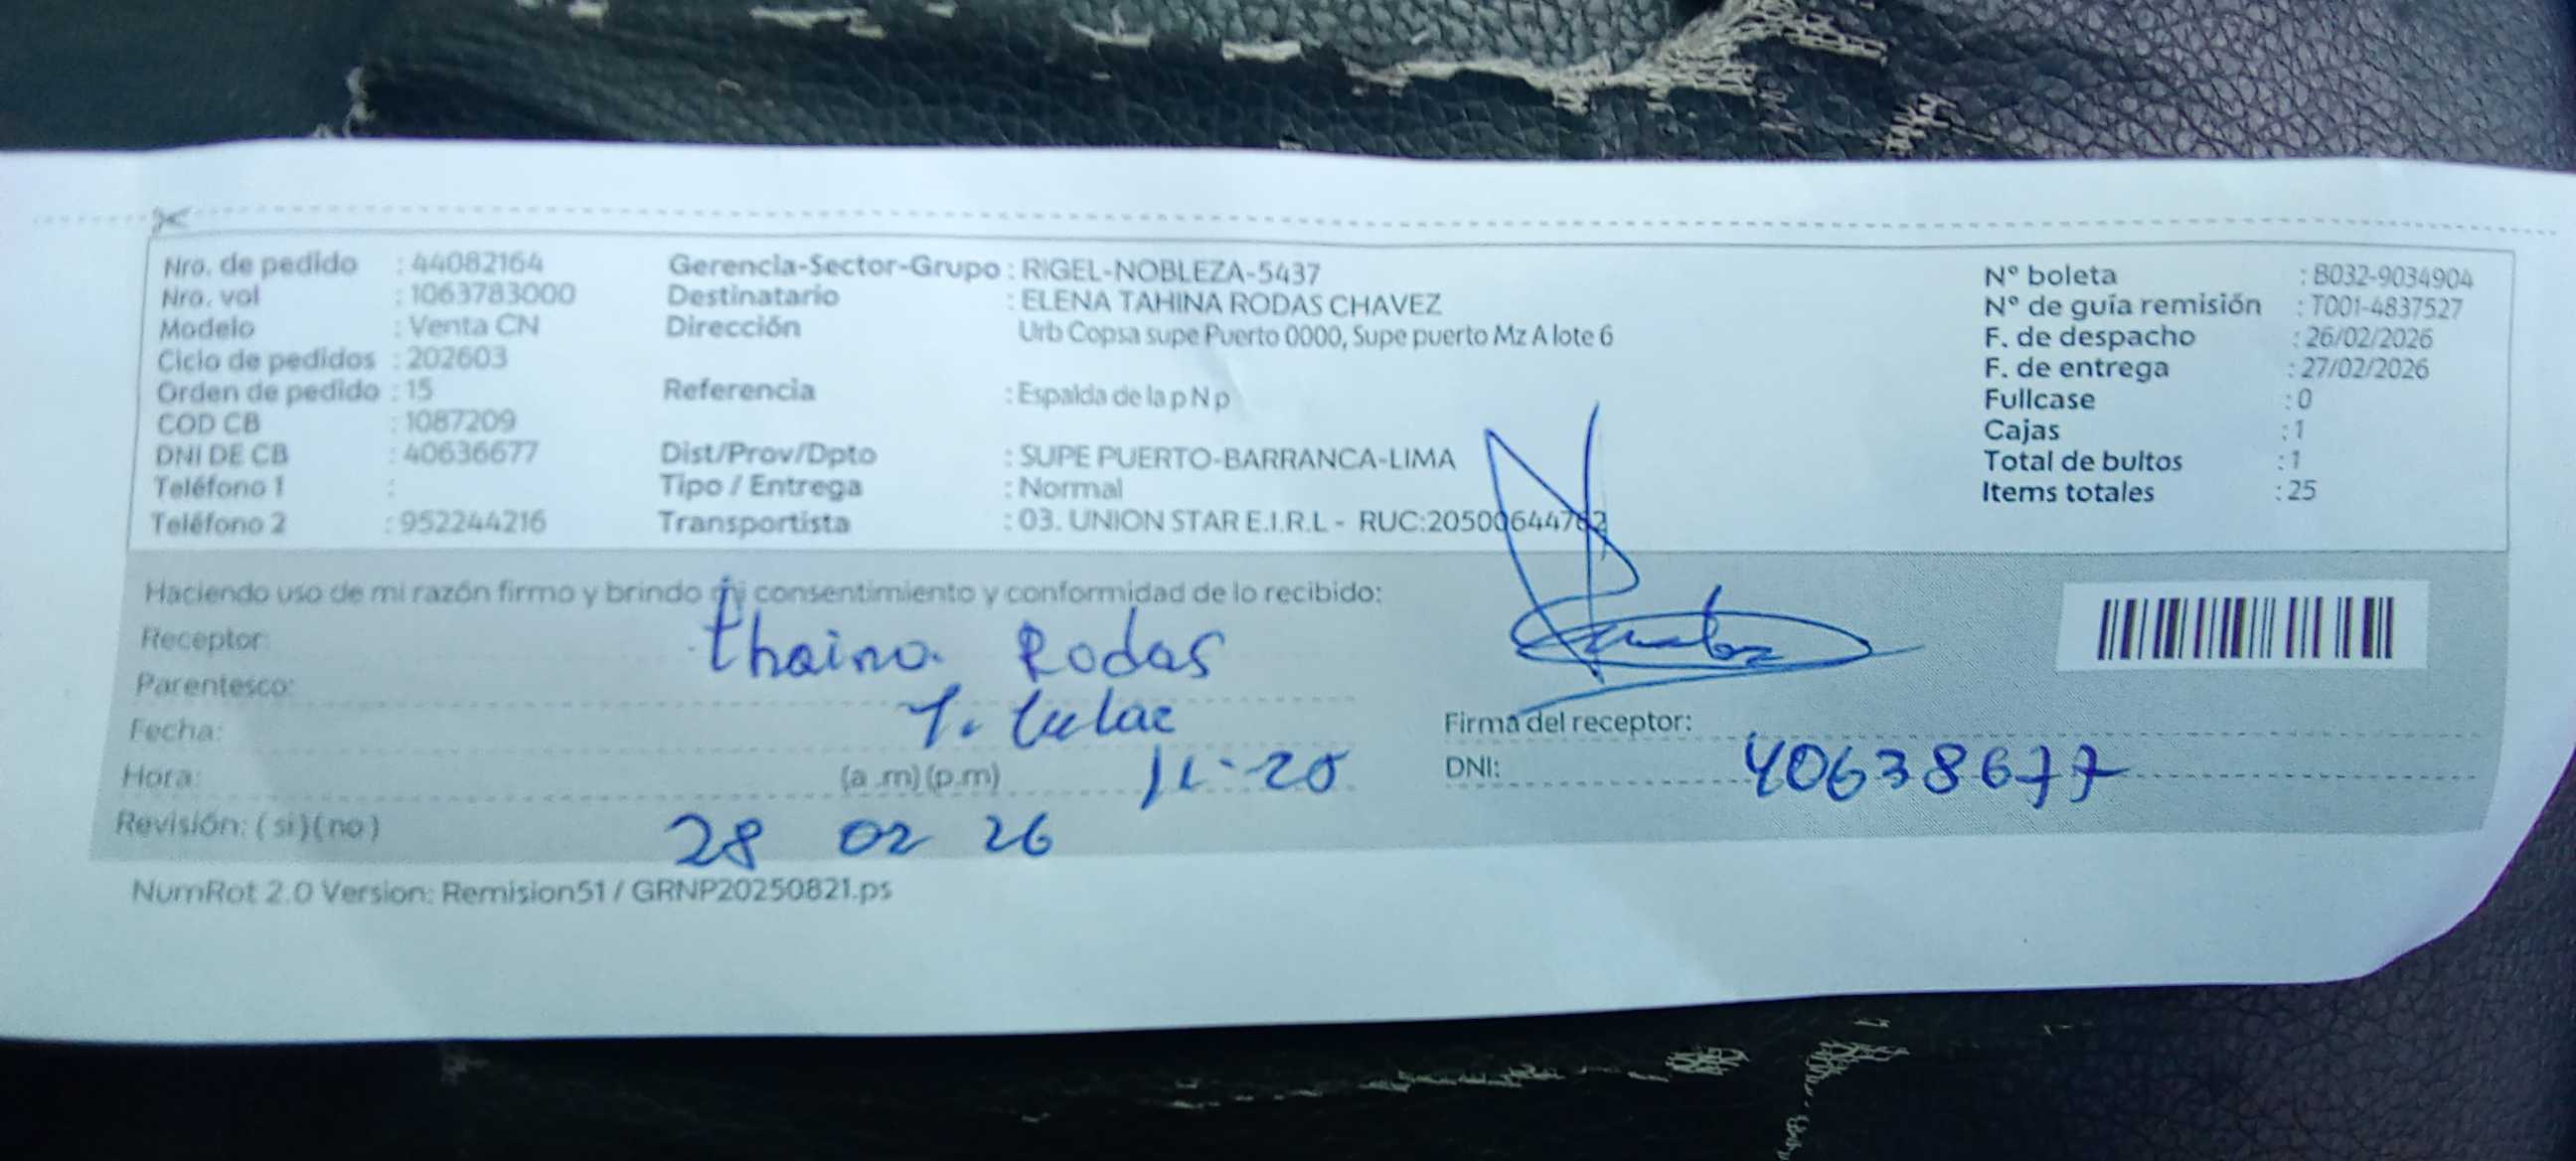 Nro. de pedido : 44082164
Nro. vol : 1063783000
Modelo : Venta CN
Ciclo de pedidos : 202603
Orden de pedido : 15
COD CB : 1087209
DNI DE CB : 40636677
Teléfono 1 :
Teléfono 2 : 952244216
Gerencia-Sector-Grupo : RIGEL-NOBLEZA-5437
Destinatario : ELENA TAHINA RODAS CHAVEZ
Dirección Urb Copsa supe Puerto 0000, Supe puerto Mz A lote 6
Referencia : Espalda de la p N p
Dist/Prov/Dpto : SUPE PUERTO-BARRANCA-LIMA
Tipo / Entrega : Normal
Transportista : 03. UNION STAR E.I.R.L - RUC:20500644762
N° boleta : B032-9034904
N° de guía remisión : T001-4837527
F. de despacho : 26/02/2026
F. de entrega : 27/02/2026
Fullcase : 0
Cajas : 1
Total de bultos : 1
Items totales : 25
Haciendo uso de mi razón firmo y brindo mi consentimiento y conformidad de lo recibido:
Receptor: thaina Rodas
Parentesco: Titular
Fecha:
Hora: (a .m) (p.m) 11:20
Revisión: ( si ) ( no ) 28 02 26
Firma del receptor:
DNI: 40638677
NumRot 2.0 Version: Remision51 / GRNP20250821.ps